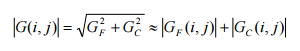 |G(i, j)| = √(G_F^2 + G_C^2) ≈ |G_F(i, j)| + |G_C(i, j)|